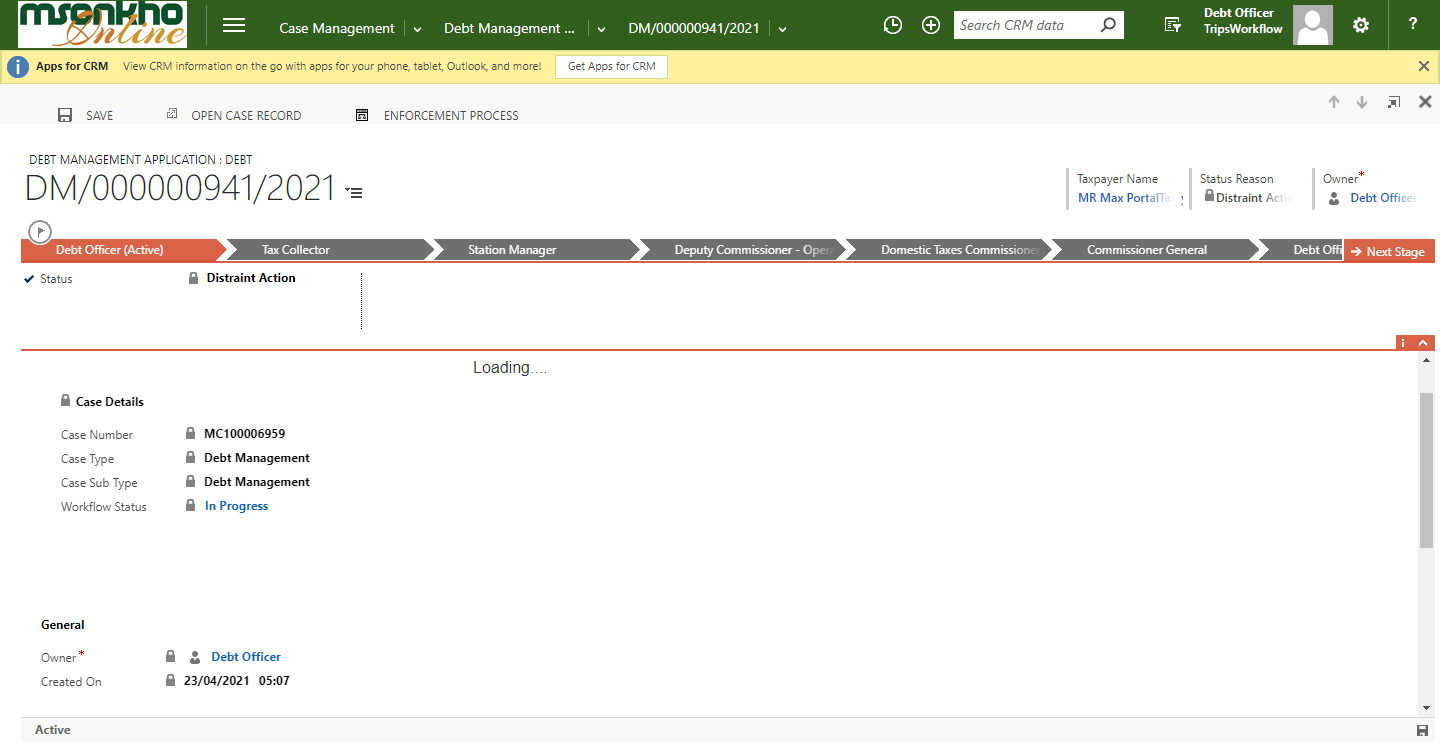 msonkho
Online
Case Management
Debt Management ...
DM/000000941/2021
Search CRM data
Debt Officer
TripsWorkflow
?
i
Apps for CRM
View CRM information on the go with apps for your phone, tablet, Outlook, and more!
Get Apps for CRM
SAVE
OPEN CASE RECORD
ENFORCEMENT PROCESS
DEBT MANAGEMENT APPLICATION : DEBT
DM/000000941/2021
Taxpayer Name
MR Max PortalTa
Status Reason
Distraint Actio
Owner*
Debt Officer
Debt Officer (Active)
Tax Collector
Station Manager
Deputy Commissioner - Oper
Domestic Taxes Commissione
Commissioner General
Debt Offi
Next Stage
Status
Distraint Action
i
Loading....
Case Details
Case Number
MC100006959
Case Type
Debt Management
Case Sub Type
Debt Management
Workflow Status
In Progress
General
Owner*
Debt Officer
Created On
23/04/2021 05:07
Active